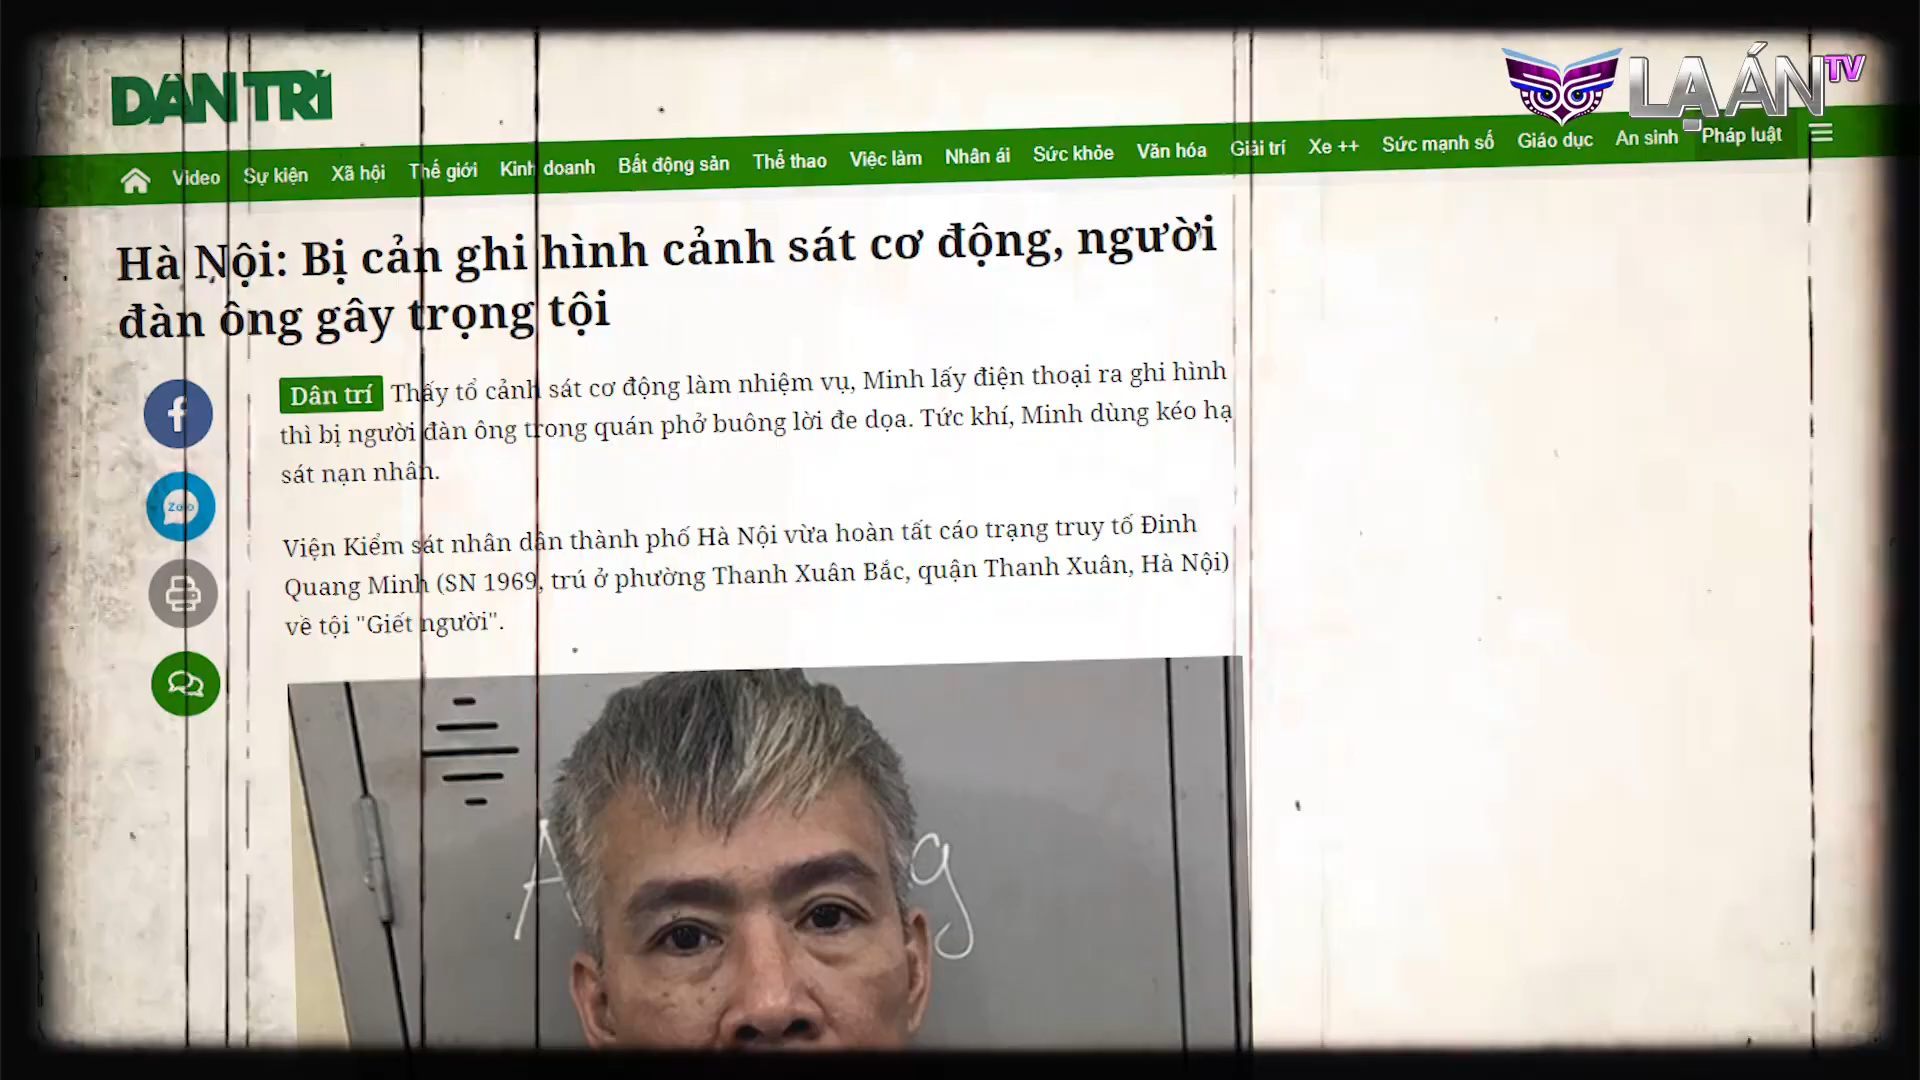 DÂN TRÍ
LẠ ÁN TV
Video Sự kiện Xã hội Thế giới Kinh doanh Bất động sản Thể thao Việc làm Nhân ái Sức khỏe Văn hóa Giải trí Xe ++ Sức mạnh số Giáo dục An sinh Pháp luật
Hà Nội: Bị cản ghi hình cảnh sát cơ động, người
đàn ông gây trọng tội
Dân trí Thấy tổ cảnh sát cơ động làm nhiệm vụ, Minh lấy điện thoại ra ghi hình
thì bị người đàn ông trong quán phở buông lời đe dọa. Tức khí, Minh dùng kéo hạ
sát nạn nhân.
Viện Kiểm sát nhân dân thành phố Hà Nội vừa hoàn tất cáo trạng truy tố Đinh
Quang Minh (SN 1969, trú ở phường Thanh Xuân Bắc, quận Thanh Xuân, Hà Nội)
về tội "Giết người".
Zalo